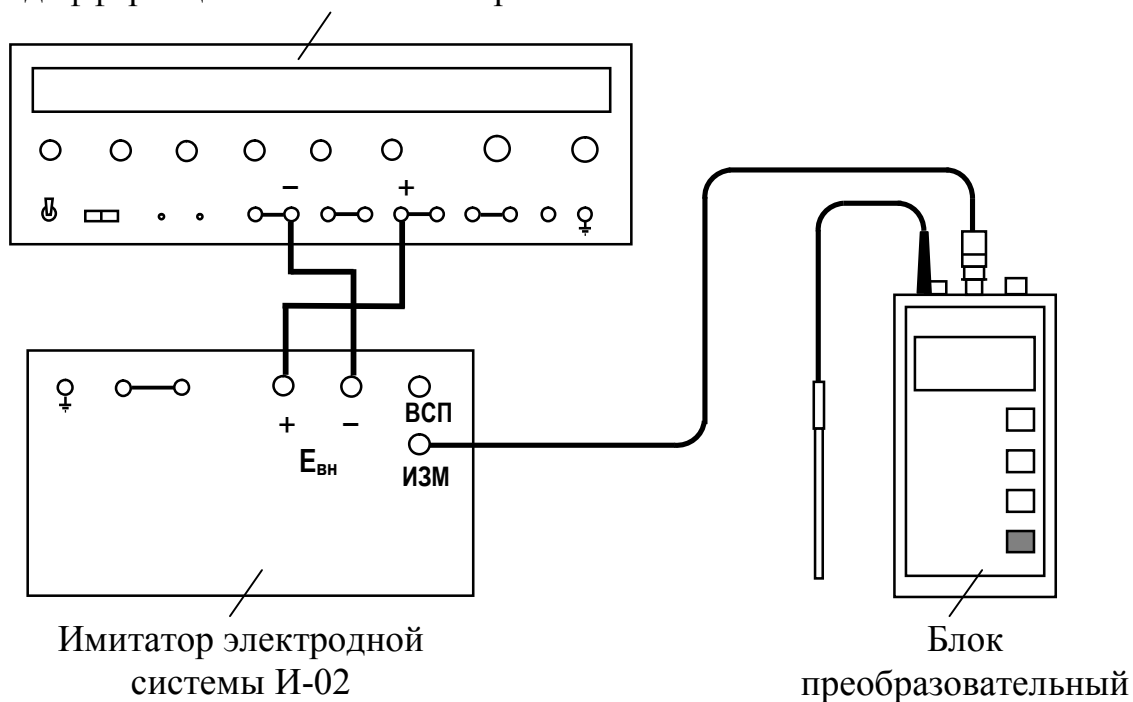 −
+
+
−
ВСП
Eвн
ИЗМ
Имитатор электродной
системы И-02
Блок
преобразовательный